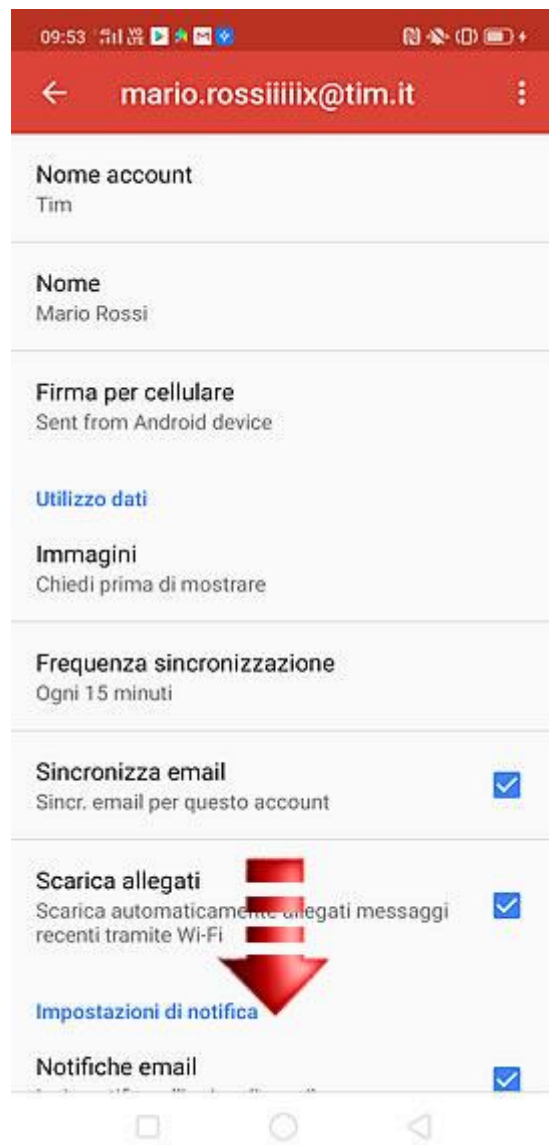 09:53
mario.rossiiiiix@tim.it
Nome account
Tim
Nome
Mario Rossi
Firma per cellulare
Sent from Android device
Utilizzo dati
Immagini
Chiedi prima di mostrare
Frequenza sincronizzazione
Ogni 15 minuti
Sincronizza email
Sincr. email per questo account
Scarica allegati
Scarica automaticamente allegati messaggi
recenti tramite Wi-Fi
Impostazioni di notifica
Notifiche email